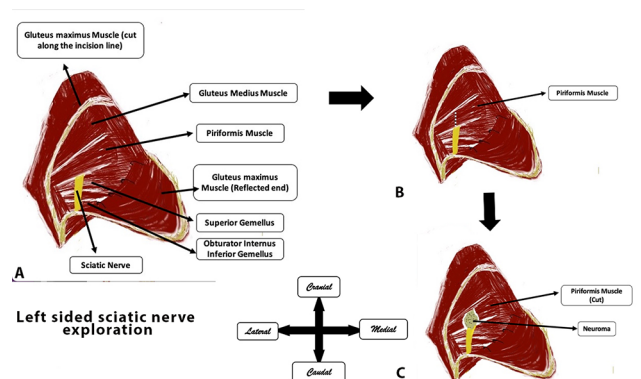 Gluteus maximus Muscle (cut
along the incision line)
Gluteus Medius Muscle
Piriformis Muscle
Gluteus maximus
Muscle (Reflected end)
Superior Gemellus
Obturator Internus
Inferior Gemellus
Sciatic Nerve
A
Piriformis Muscle
B
Left sided sciatic nerve
exploration
Cranial
Lateral
Medial
Caudal
Piriformis Muscle
(Cut)
Neuroma
C